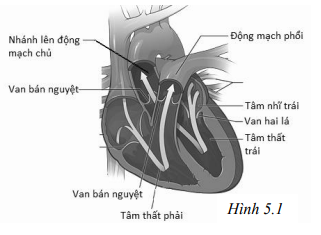 Nhánh lên động
mạch chủ
Động mạch phổi
Van bán nguyệt
Tâm nhĩ trái
Van hai lá
Tâm thất
trái
Van bán nguyệt
Tâm thất phải
Hình 5.1